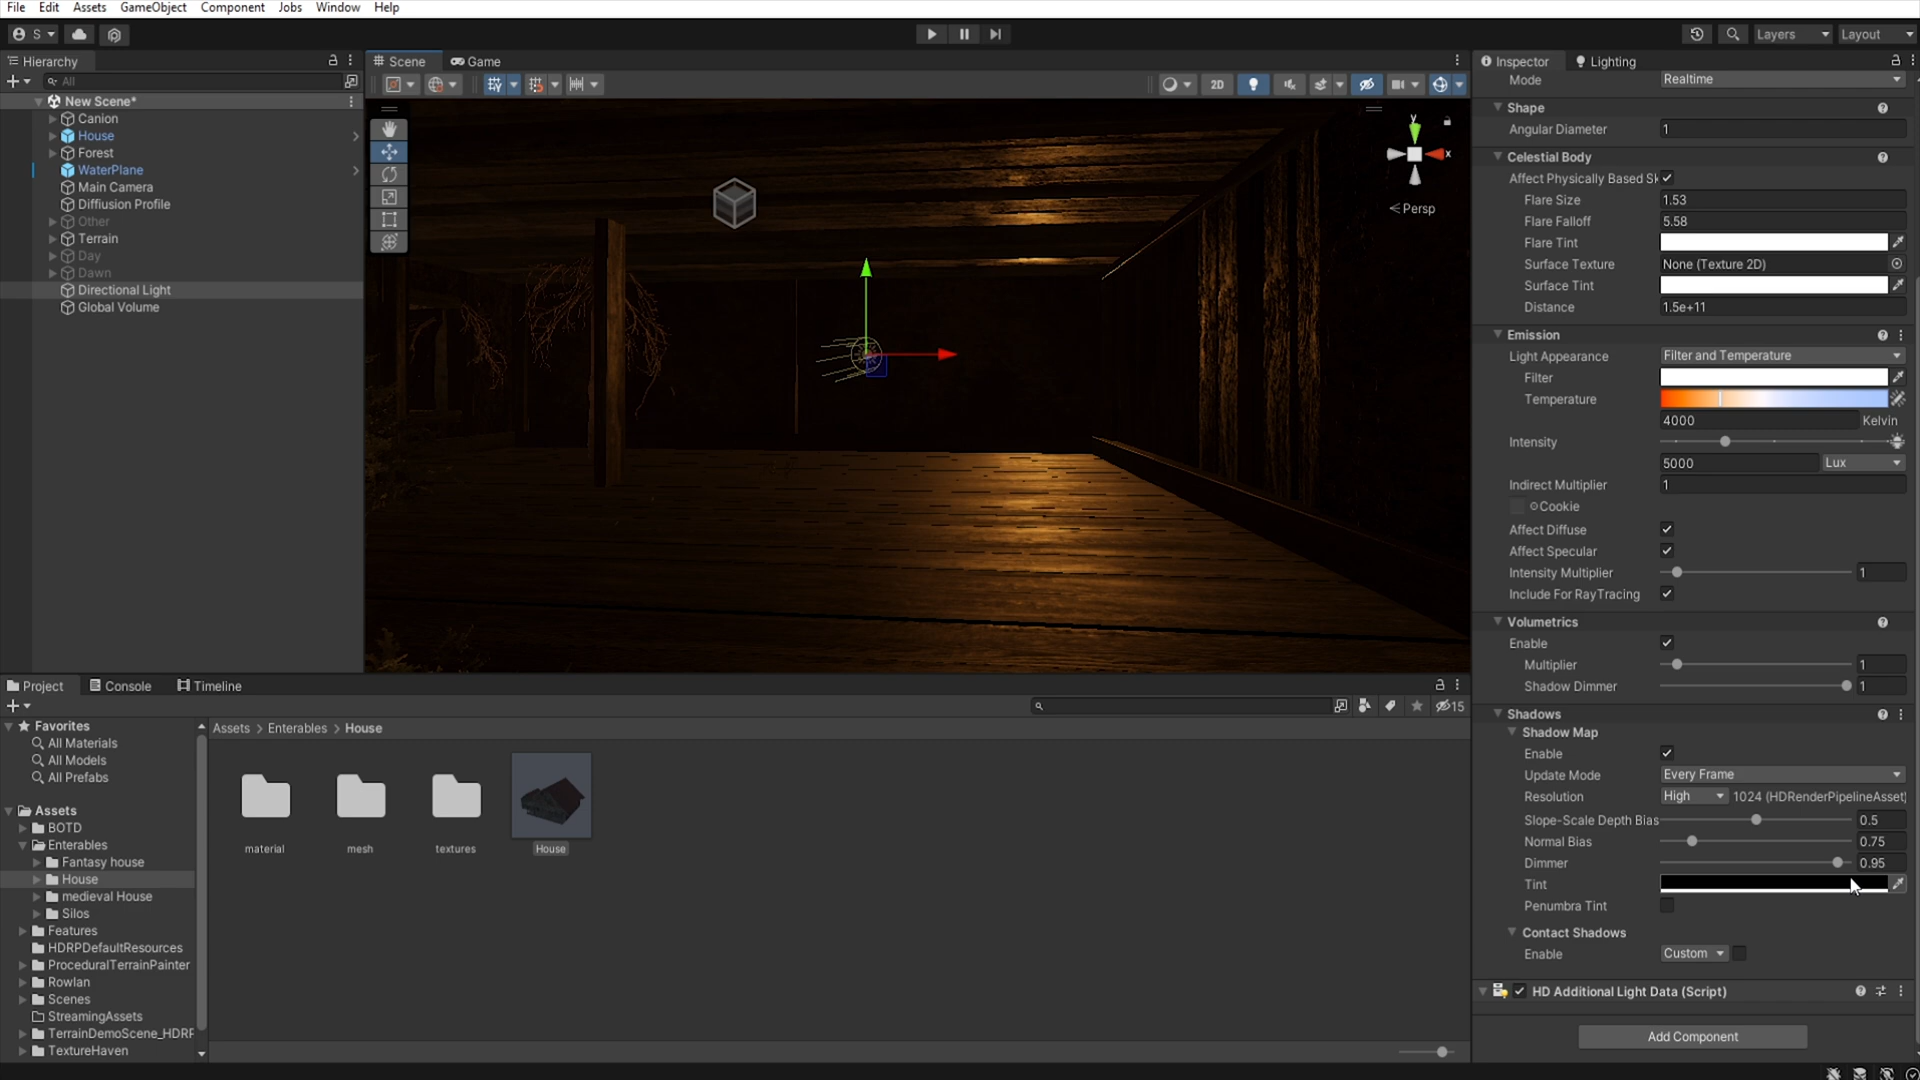 File Edit Assets GameObject Component Jobs Window Help
S Layers Layout
Hierarchy
All
New Scene*
Canion
House
Forest
WaterPlane
Main Camera
Diffusion Profile
Other
Terrain
Day
Dawn
Directional Light
Global Volume
Scene Game
2D
y
x
Persp
Inspector Lighting
Mode Realtime
Shape
Angular Diameter 1
Celestial Body
Affect Physically Based Sk
Flare Size 1.53
Flare Falloff 5.58
Flare Tint
Surface Texture None (Texture 2D)
Surface Tint
Distance 1.5e+11
Emission
Light Appearance Filter and Temperature
Filter
Temperature
4000 Kelvin
Intensity
5000 Lux
Indirect Multiplier 1
Cookie
Affect Diffuse
Affect Specular
Intensity Multiplier 1
Include For RayTracing
Volumetrics
Enable
Multiplier 1
Shadow Dimmer 1
Shadows
Shadow Map
Enable
Update Mode Every Frame
Resolution High 1024 (HDRenderPipelineAsset)
Slope-Scale Depth Bias 0.5
Normal Bias 0.75
Dimmer 0.95
Tint
Penumbra Tint
Contact Shadows
Enable Custom
HD Additional Light Data (Script)
Add Component
Project Console Timeline
15
Favorites
All Materials
All Models
All Prefabs
Assets
BOTD
Enterables
Fantasy house
House
medieval House
Silos
Features
HDRPDefaultResources
ProceduralTerrainPainter
Rowlan
Scenes
StreamingAssets
TerrainDemoScene_HDRF
TextureHaven
Assets > Enterables > House
material mesh textures House